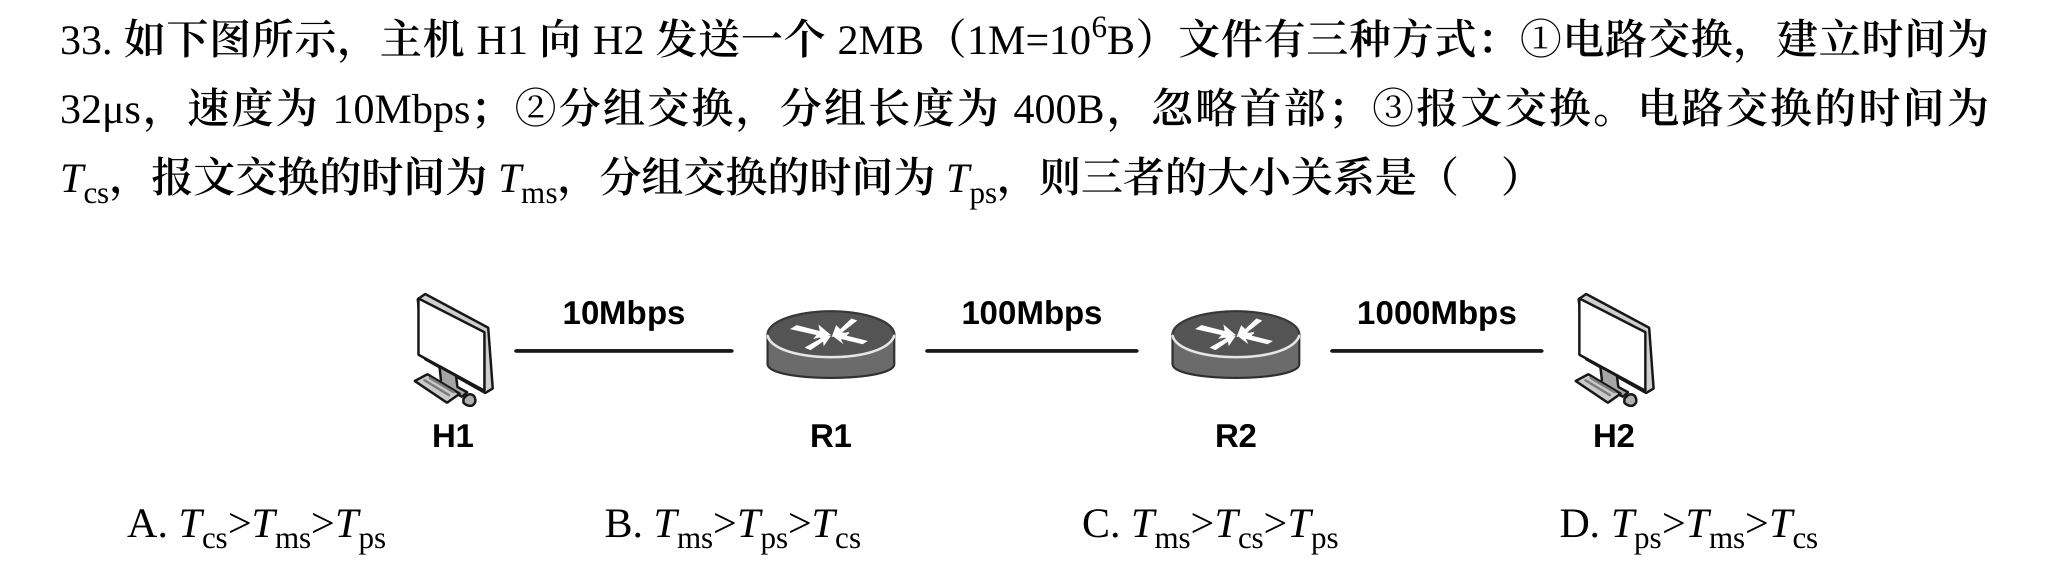 33. 如下图所示，主机 H1 向 H2 发送一个 2MB（1M=10⁶B）文件有三种方式：①电路交换，建立时间为
32μs，速度为 10Mbps；②分组交换，分组长度为 400B，忽略首部；③报文交换。电路交换的时间为
Tcs，报文交换的时间为 Tms，分组交换的时间为 Tps，则三者的大小关系是（ ）
10Mbps 100Mbps 1000Mbps
H1 R1 R2 H2
A. Tcs>Tms>Tps B. Tms>Tps>Tcs C. Tms>Tcs>Tps D. Tps>Tms>Tcs